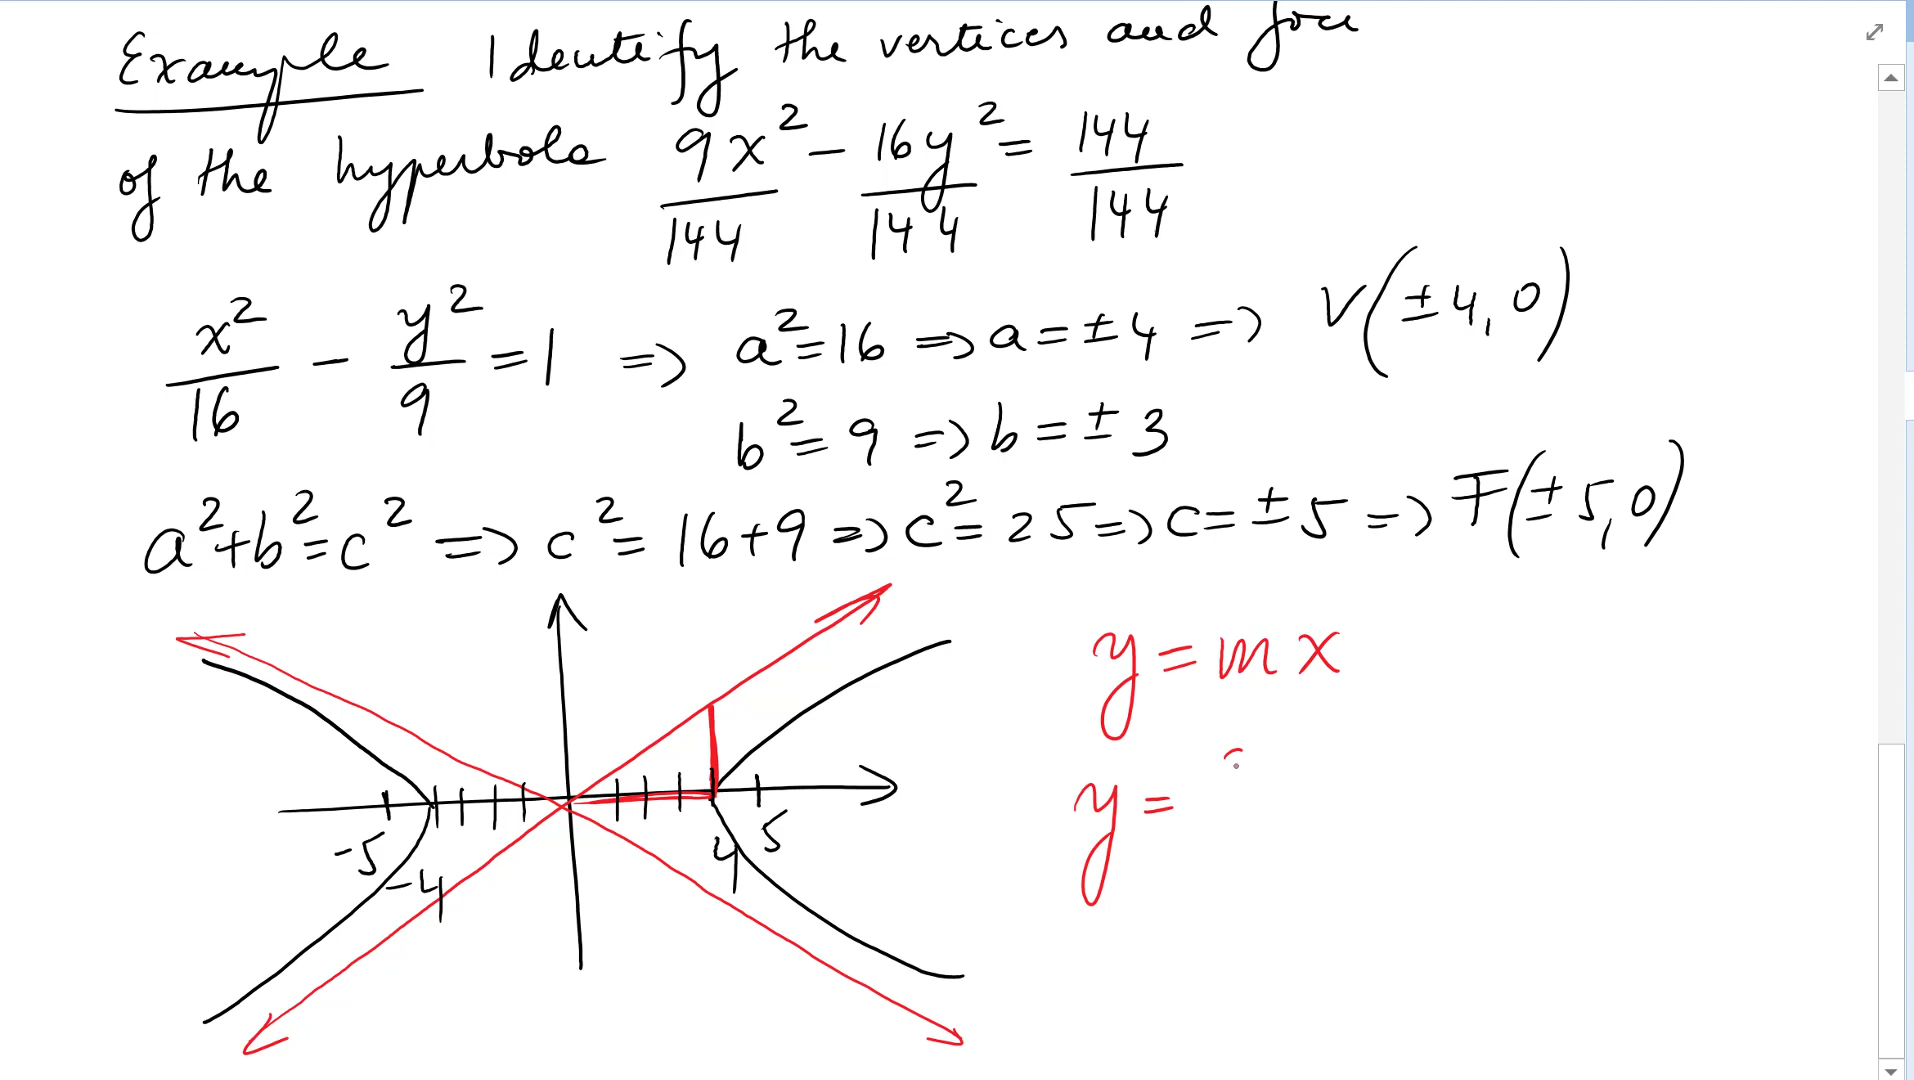 Example Identify the vertices and foci
of the hyperbola 9x²/144 - 16y²/144 = 144/144
x²/16 - y²/9 = 1 => a² = 16 => a = ±4 => V(±4, 0)
b² = 9 => b = ±3
a² + b² = c² => c² = 16 + 9 => c² = 25 => c = ±5 => F(±5, 0)
y = mx
y =
-5 -4 4 5